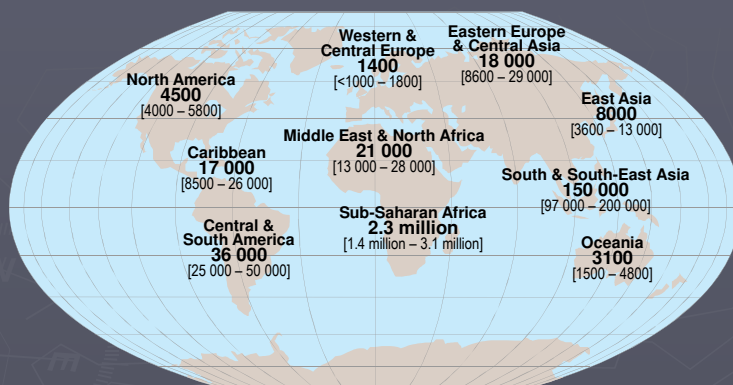 Western &
Central Europe
1400
[<1000 – 1800]
Eastern Europe
& Central Asia
18 000
[8600 – 29 000]
North America
4500
[4000 – 5800]
East Asia
8000
[3600 – 13 000]
Middle East & North Africa
21 000
[13 000 – 28 000]
Caribbean
17 000
[8500 – 26 000]
South & South-East Asia
150 000
[97 000 – 200 000]
Sub-Saharan Africa
2.3 million
[1.4 million – 3.1 million]
Central &
South America
36 000
[25 000 – 50 000]
Oceania
3100
[1500 – 4800]